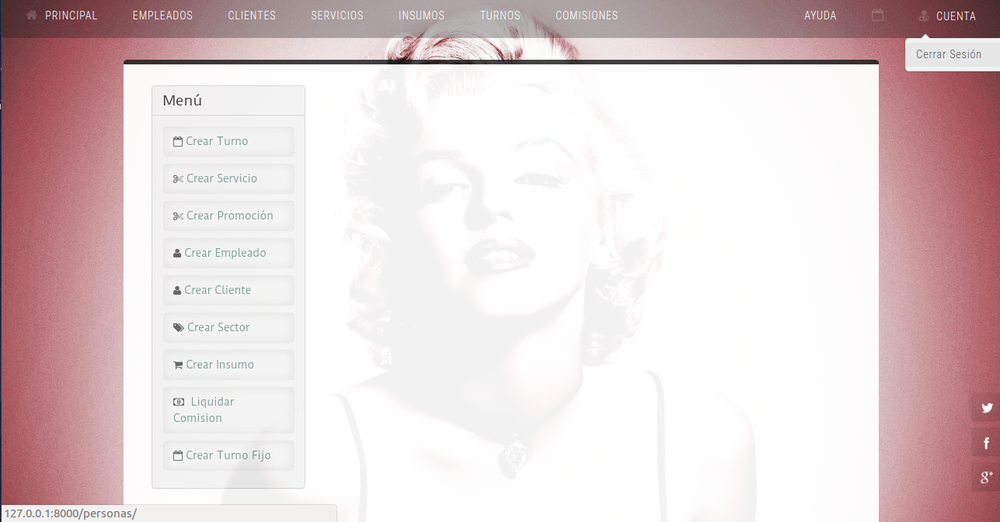 PRINCIPAL EMPLEADOS CLIENTES SERVICIOS INSUMOS TURNOS COMISIONES AYUDA CUENTA
Cerrar Sesión
Menú
Crear Turno
Crear Servicio
Crear Promoción
Crear Empleado
Crear Cliente
Crear Sector
Crear Insumo
Liquidar
Comision
Crear Turno Fijo
127.0.0.1:8000/personas/